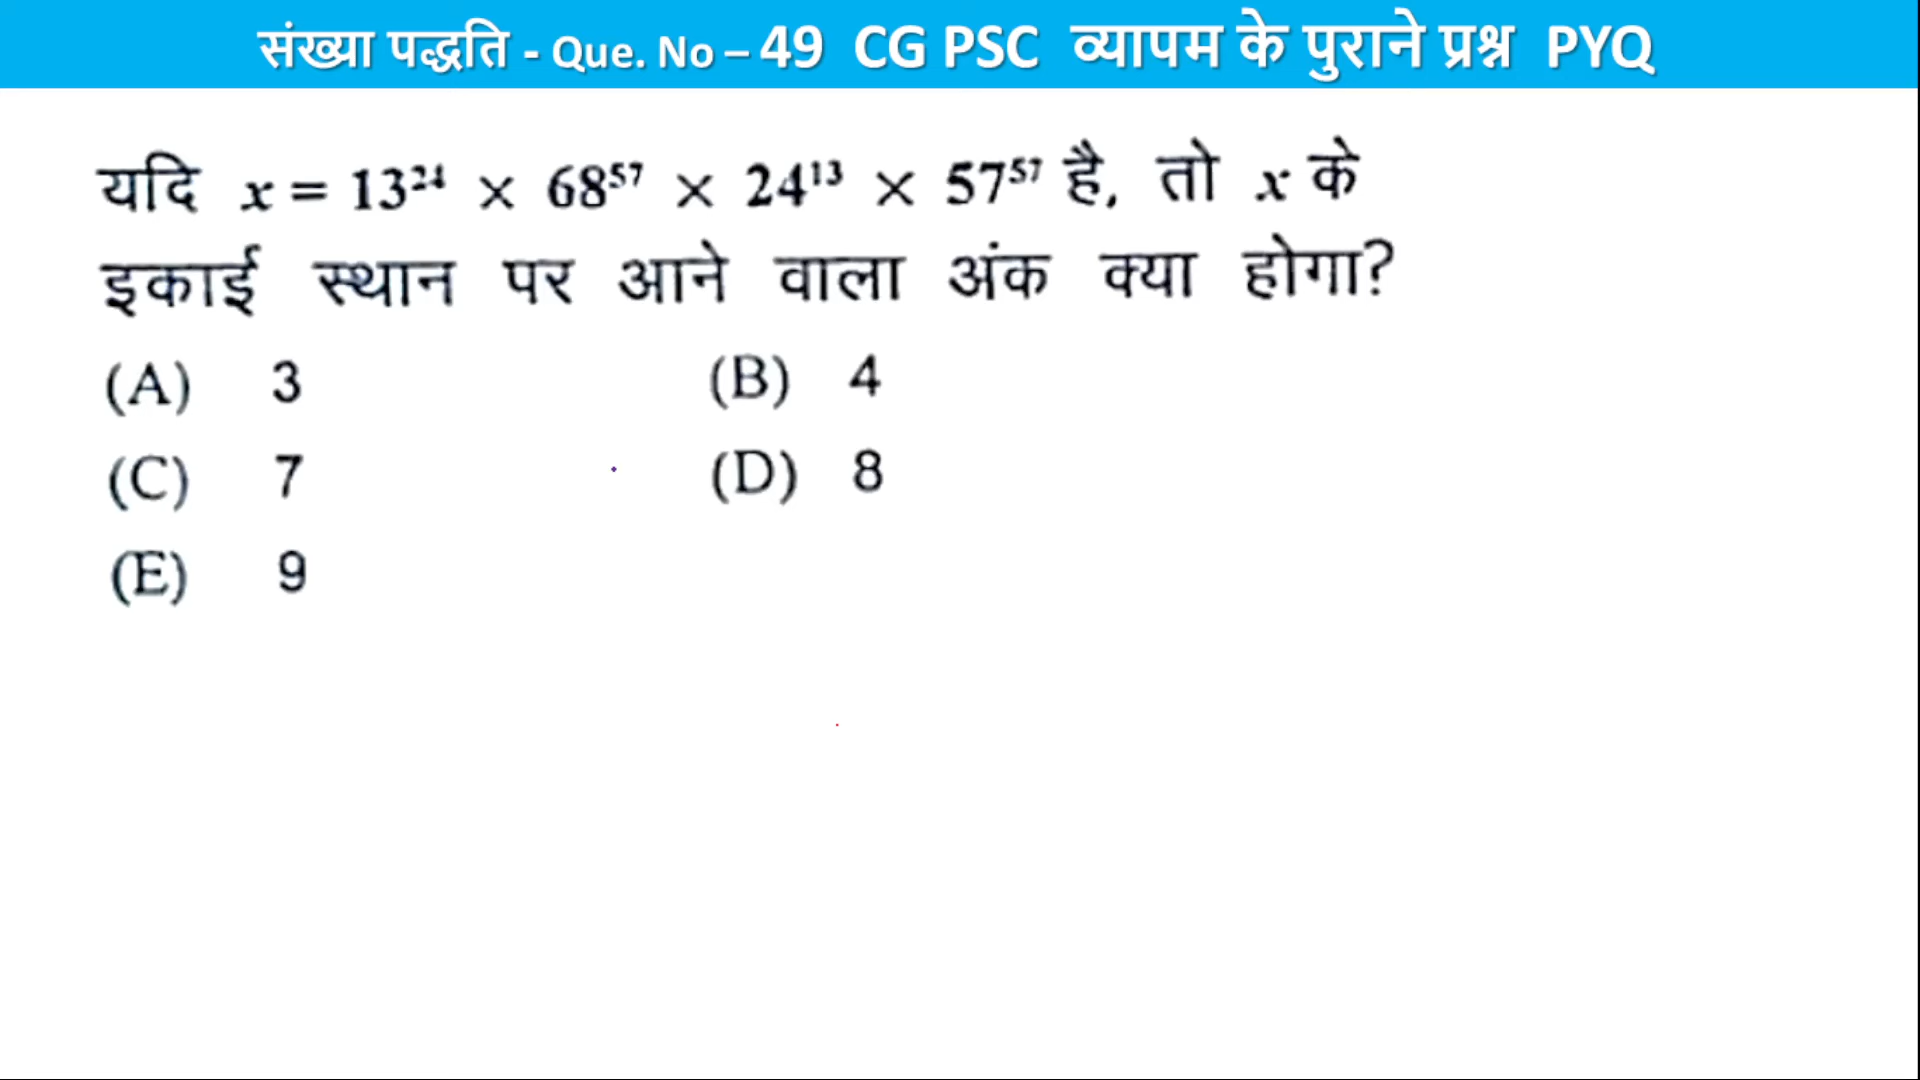 संख्या पद्धति - Que. No – 49 CG PSC व्यापम के पुराने प्रश्न PYQ
यदि x = 13²⁴ × 68⁵⁷ × 24¹³ × 57⁵⁷ है, तो x के
इकाई स्थान पर आने वाला अंक क्या होगा?
(A) 3 (B) 4
(C) 7 (D) 8
(E) 9